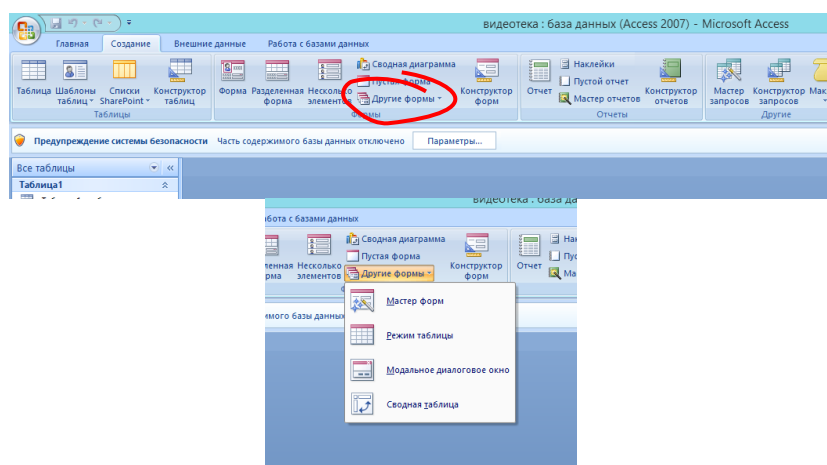 видеотека : база данных (Access 2007) - Microsoft Access
Главная Создание Внешние данные Работа с базами данных
Таблица Шаблоны таблиц Списки SharePoint Конструктор таблиц
Таблицы
Форма Разделенная форма Несколько элементов
Сводная диаграмма
Пустая форма
Другие формы
Конструктор форм
Формы
Отчет
Наклейки
Пустой отчет
Мастер отчетов
Конструктор отчетов
Отчеты
Мастер запросов Конструктор запросов
Другие
Предупреждение системы безопасности Часть содержимого базы данных отключено Параметры...
Все таблицы
Таблица1
видеотека : база да
работа с базами данных
Сводная диаграмма
Пустая форма
Другие формы
Несколько элементов
Конструктор форм
Отчет
Мастер форм
Режим таблицы
Модальное диалоговое окно
Сводная таблица